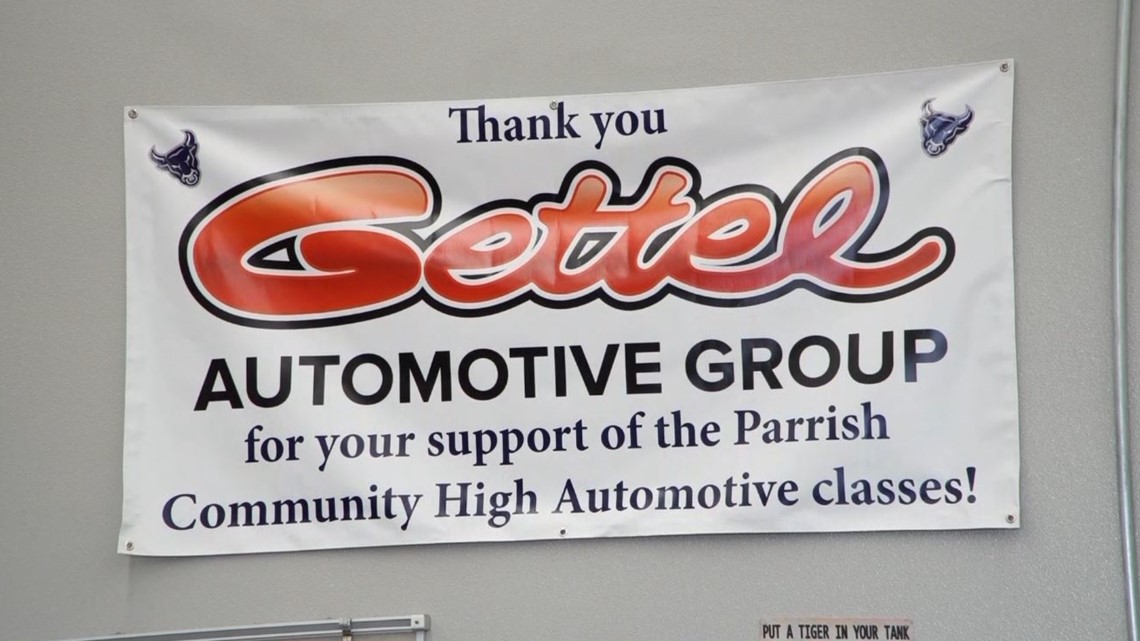 Thank you
Gettel
AUTOMOTIVE GROUP
for your support of the Parrish
Community High Automotive classes!
PUT A TIGER IN YOUR TANK